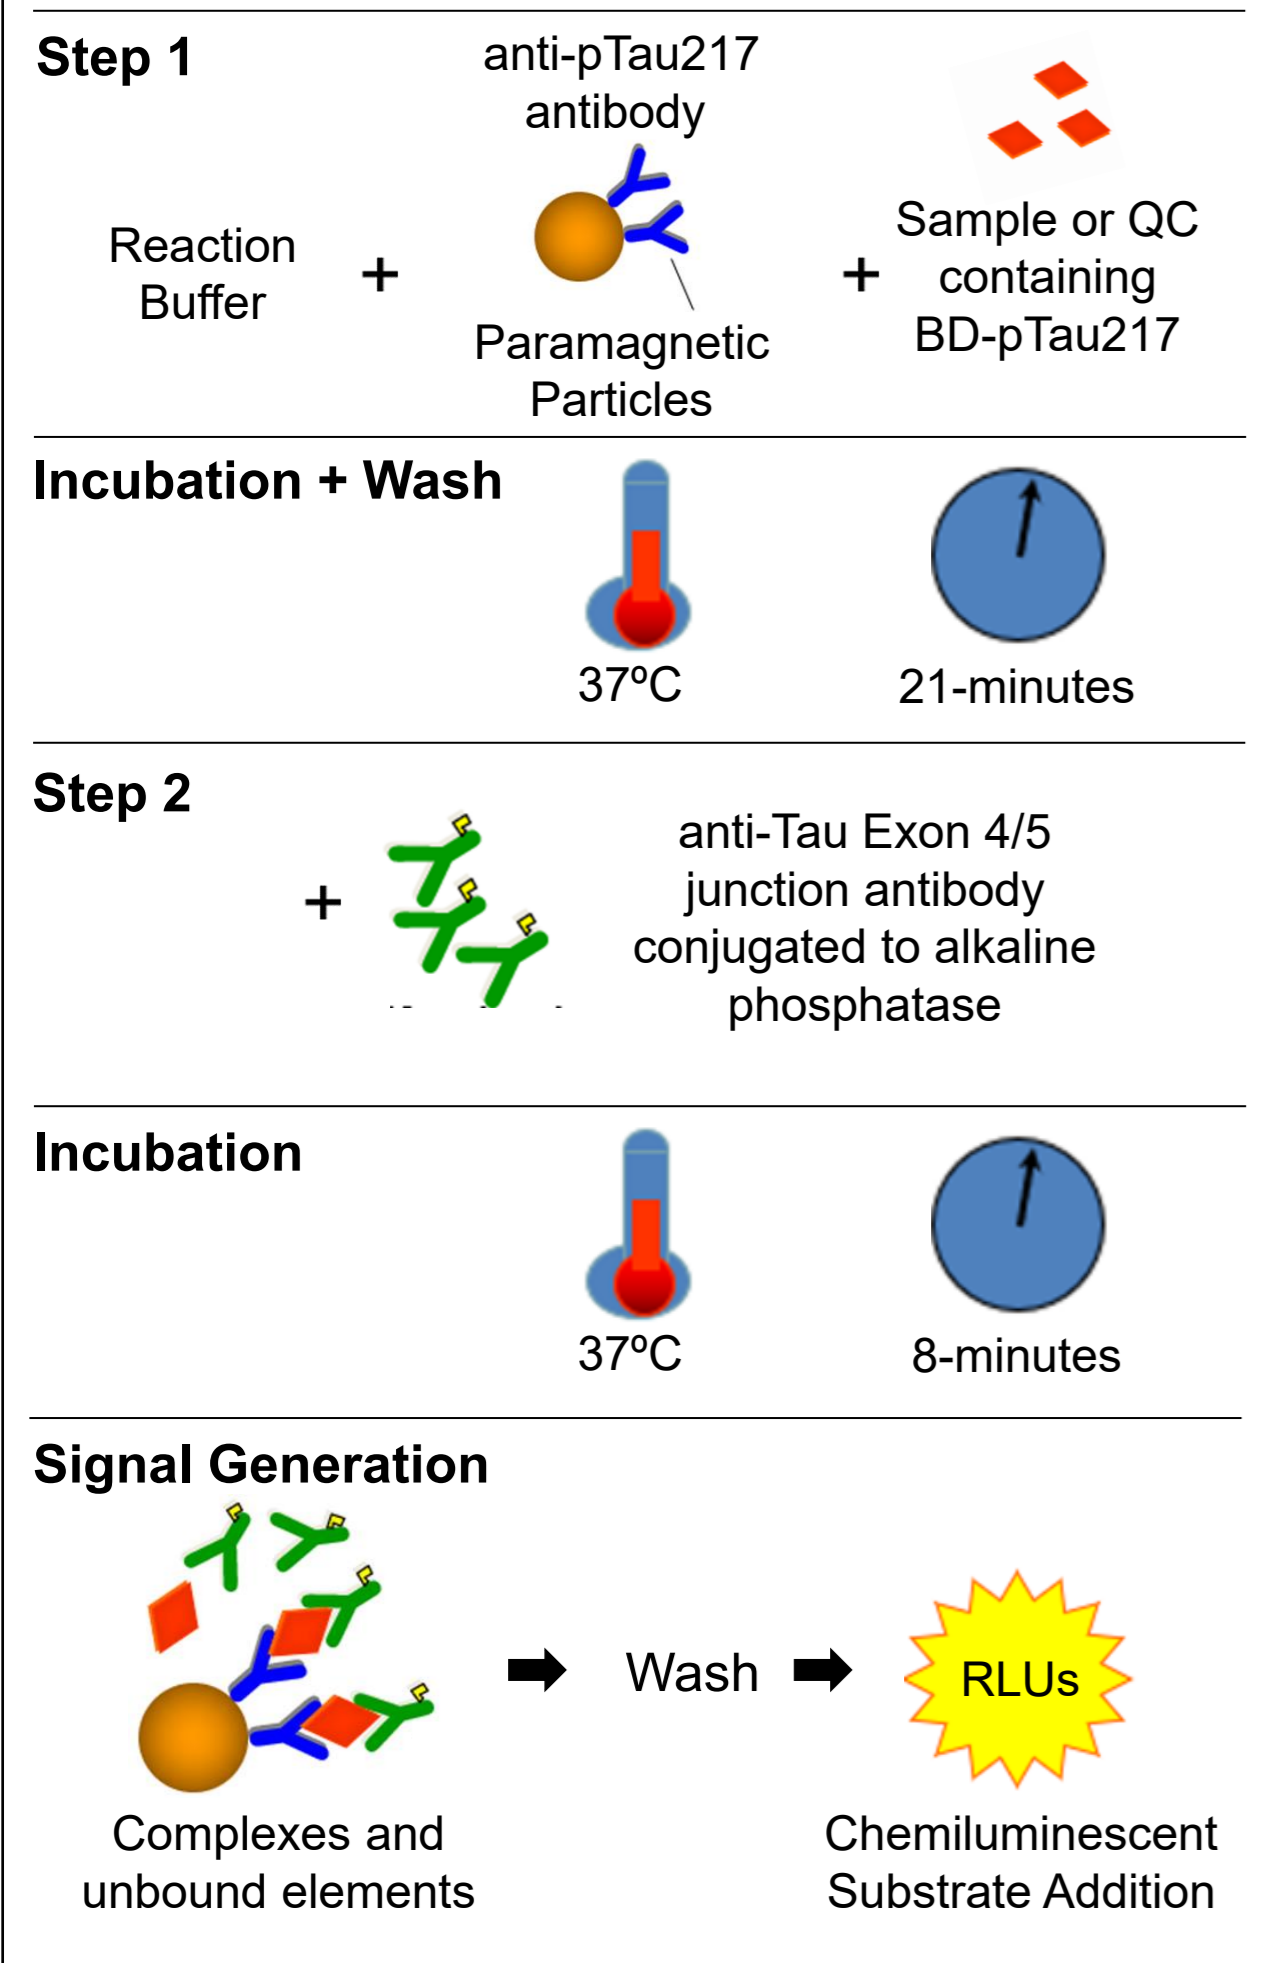 Step 1
anti-pTau217
antibody
Reaction
Buffer
+
Paramagnetic
Particles
+
Sample or QC
containing
BD-pTau217
Incubation + Wash
37ºC
21-minutes
Step 2
+
anti-Tau Exon 4/5
junction antibody
conjugated to alkaline
phosphatase
Incubation
37ºC
8-minutes
Signal Generation
Complexes and
unbound elements
Wash
RLUs
Chemiluminescent
Substrate Addition